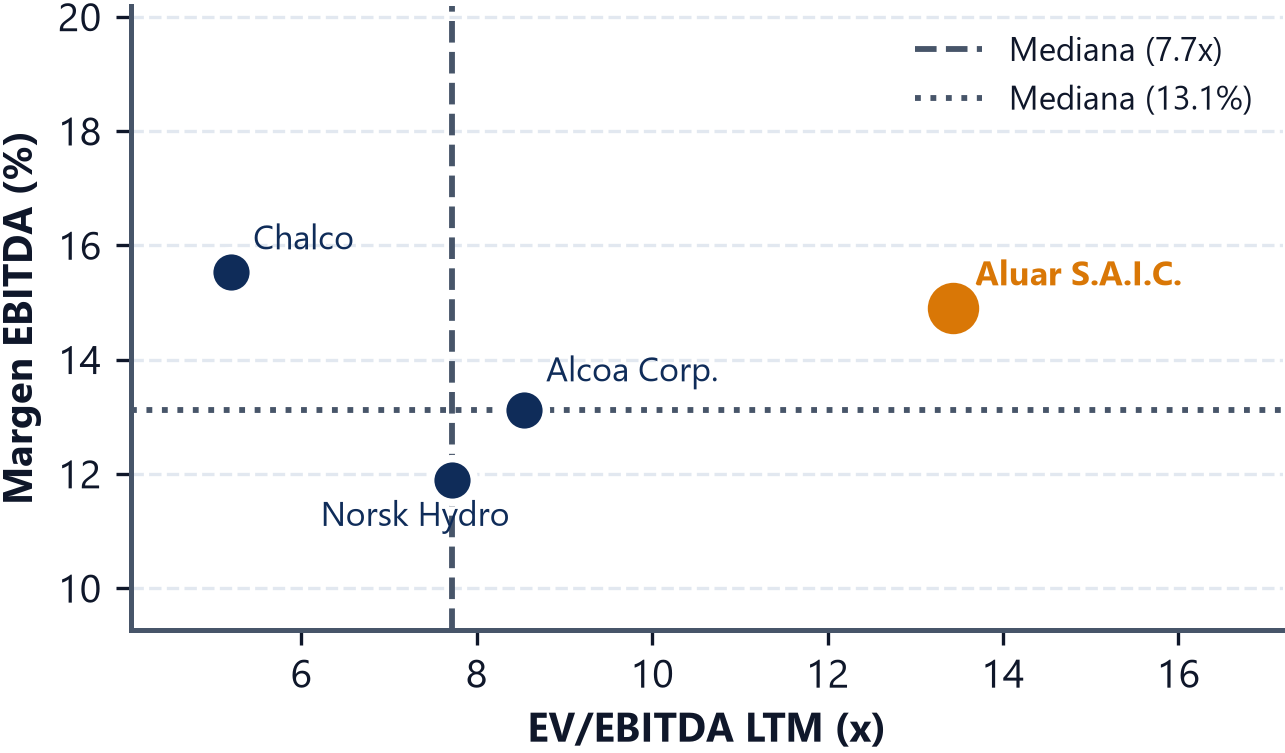 Mediana (7.7x)
Mediana (13.1%)
Margen EBITDA (%)
20
18
16
14
12
10
Chalco
Aluar S.A.I.C.
Alcoa Corp.
Norsk Hydro
6 8 10 12 14 16
EV/EBITDA LTM (x)